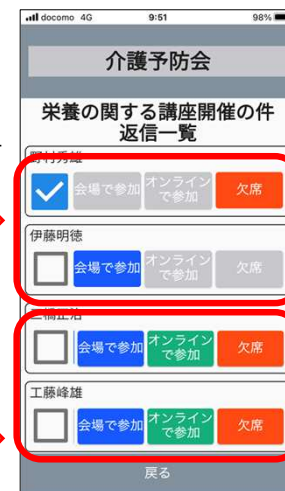 docomo 4G 9:51 98%
介護予防会
栄養の関する講座開催の件
返信一覧
野村秀雄
会場で参加 オンラインで参加 欠席
伊藤明徳
会場で参加 オンラインで参加 欠席
会場で参加 オンラインで参加 欠席
工藤峰雄
会場で参加 オンラインで参加 欠席
戻る